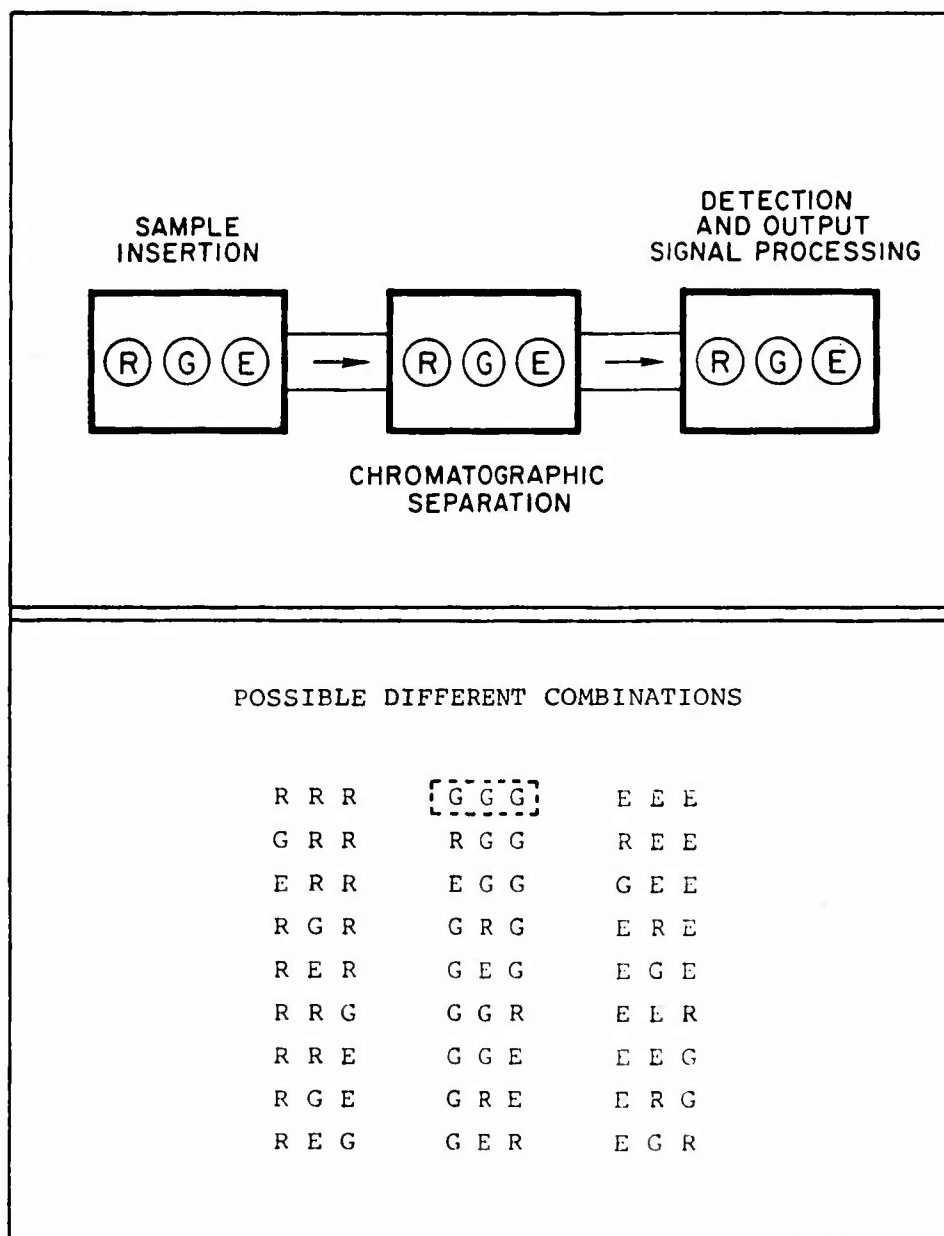 DETECTION
AND OUTPUT
SIGNAL PROCESSING
SAMPLE
INSERTION
R G E → R G E → R G E
CHROMATOGRAPHIC
SEPARATION
POSSIBLE DIFFERENT COMBINATIONS
R R R G G G E E E
G R R R G G R E E
E R R E G G G E E
R G R G R G E R E
R E R G E G E G E
R R G G G R E E R
R R E G G E E E G
R G E G R E E R G
R E G G E R E G R